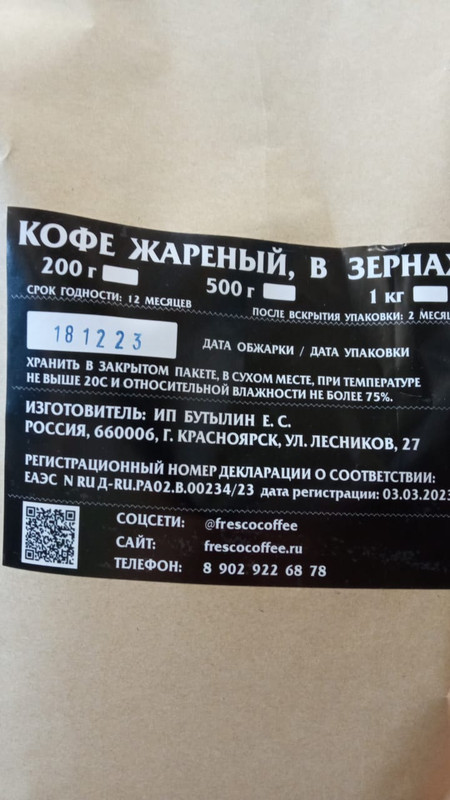 КОФЕ ЖАРЕНЫЙ, В ЗЕРНАХ
200 г 500 г 1 кг
СРОК ГОДНОСТИ: 12 МЕСЯЦЕВ ПОСЛЕ ВСКРЫТИЯ УПАКОВКИ: 2 МЕСЯЦ
181223 ДАТА ОБЖАРКИ / ДАТА УПАКОВКИ
ХРАНИТЬ В ЗАКРЫТОМ ПАКЕТЕ, В СУХОМ МЕСТЕ, ПРИ ТЕМПЕРАТУРЕ
НЕ ВЫШЕ 20С И ОТНОСИТЕЛЬНОЙ ВЛАЖНОСТИ НЕ БОЛЕЕ 75%.
ИЗГОТОВИТЕЛЬ: ИП БУТЫЛИН Е. С.
РОССИЯ, 660006, Г. КРАСНОЯРСК, УЛ. ЛЕСНИКОВ, 27
РЕГИСТРАЦИОННЫЙ НОМЕР ДЕКЛАРАЦИИ О СООТВЕТСТВИИ:
ЕАЭС N RU Д-RU.РА02.В.00234/23 дата регистрации: 03.03.2023
СОЦСЕТИ: @frescocoffee
САЙТ: frescocoffee.ru
ТЕЛЕФОН: 8 902 922 68 78